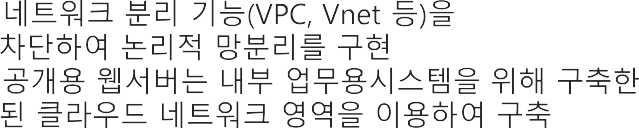 네트워크 분리 기능(VPC, Vnet 등)을
차단하여 논리적 망분리를 구현
공개용 웹서버는 내부 업무용시스템을 위해 구축한
된 클라우드 네트워크 영역을 이용하여 구축